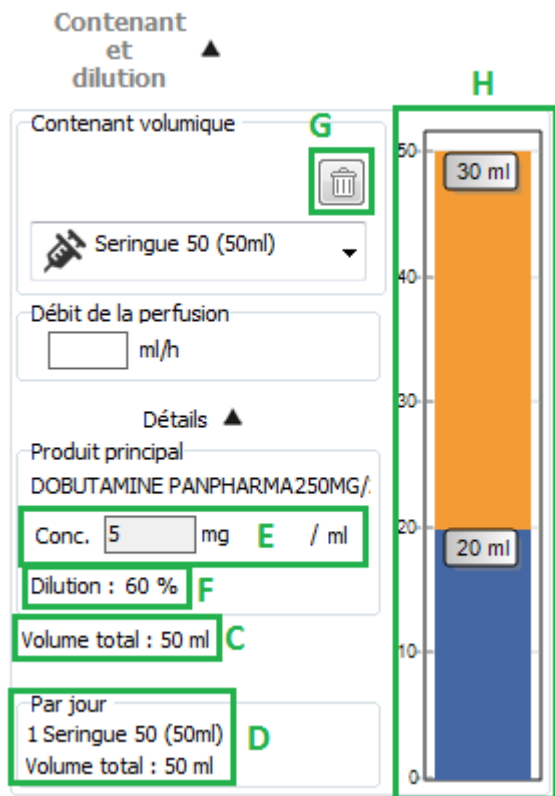 Contenant
et ▲
dilution
H
Contenant volumique
G
Seringue 50 (50ml)
Débit de la perfusion
ml/h
Détails ▲
Produit principal
DOBUTAMINE PANPHARMA250MG/
Conc. 5 mg E / ml
Dilution : 60 % F
Volume total : 50 ml C
Par jour
1 Seringue 50 (50ml)
D
Volume total : 50 ml
50
30 ml
40
30
20
20 ml
10
0